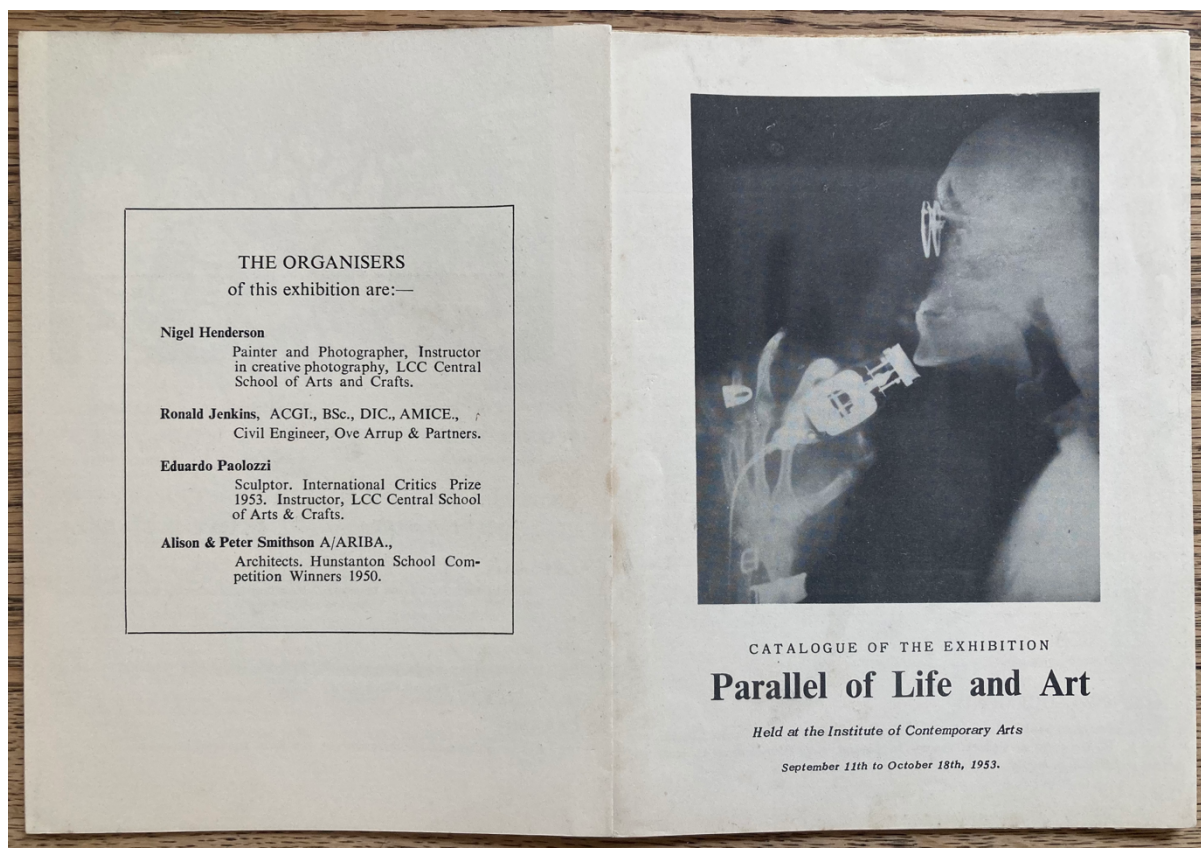 THE ORGANISERS
of this exhibition are:—
Nigel Henderson
Painter and Photographer, Instructor
in creative photography, LCC Central
School of Arts and Crafts.
Ronald Jenkins, ACGI., BSc., DIC., AMICE.,
Civil Engineer, Ove Arrup & Partners.
Eduardo Paolozzi
Sculptor. International Critics Prize
1953. Instructor, LCC Central School
of Arts & Crafts.
Alison & Peter Smithson A/ARIBA.,
Architects. Hunstanton School Com-
petition Winners 1950.
CATALOGUE OF THE EXHIBITION
Parallel of Life and Art
Held at the Institute of Contemporary Arts
September 11th to October 18th, 1953.